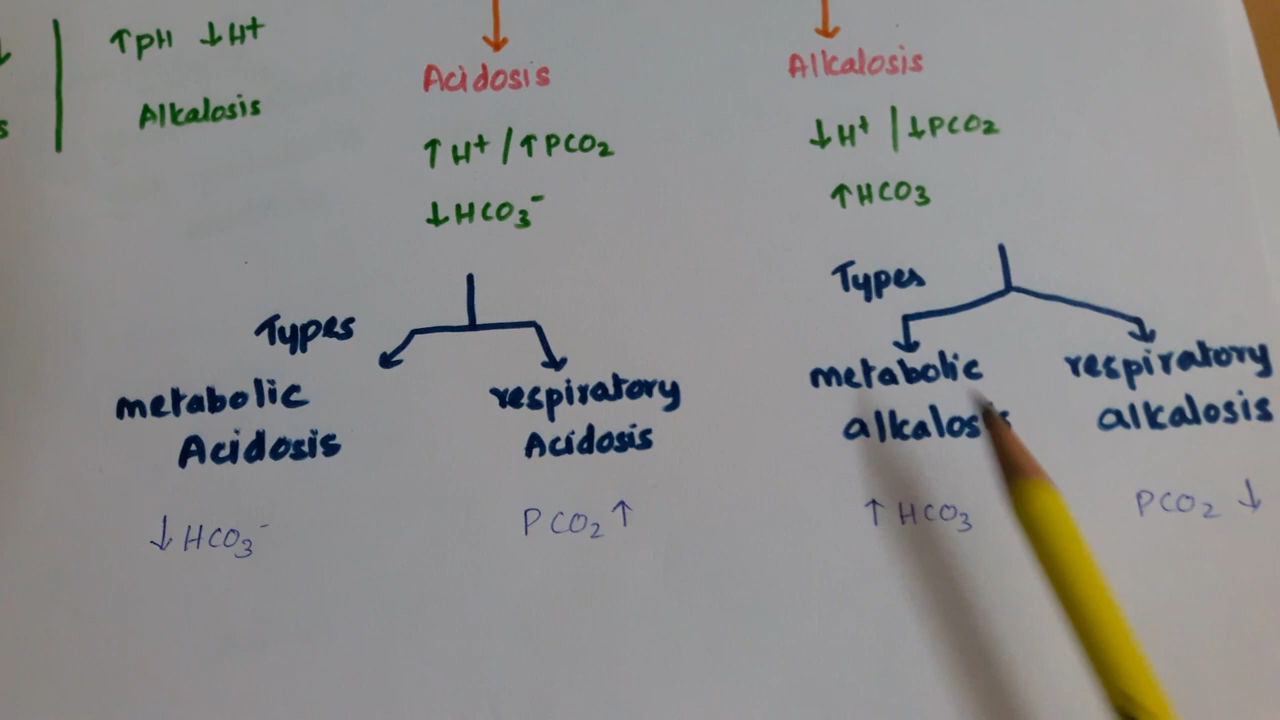 ↑pH ↓H+
Alkalosis
Acidosis
↑H+ / ↑PCO2
↓HCO3-
Types
metabolic
Acidosis
↓HCO3-
respiratory
Acidosis
PCO2↑
Alkalosis
↓H+ / ↓PCO2
↑HCO3
Types
metabolic
alkalosis
↑HCO3
respiratory
alkalosis
PCO2 ↓